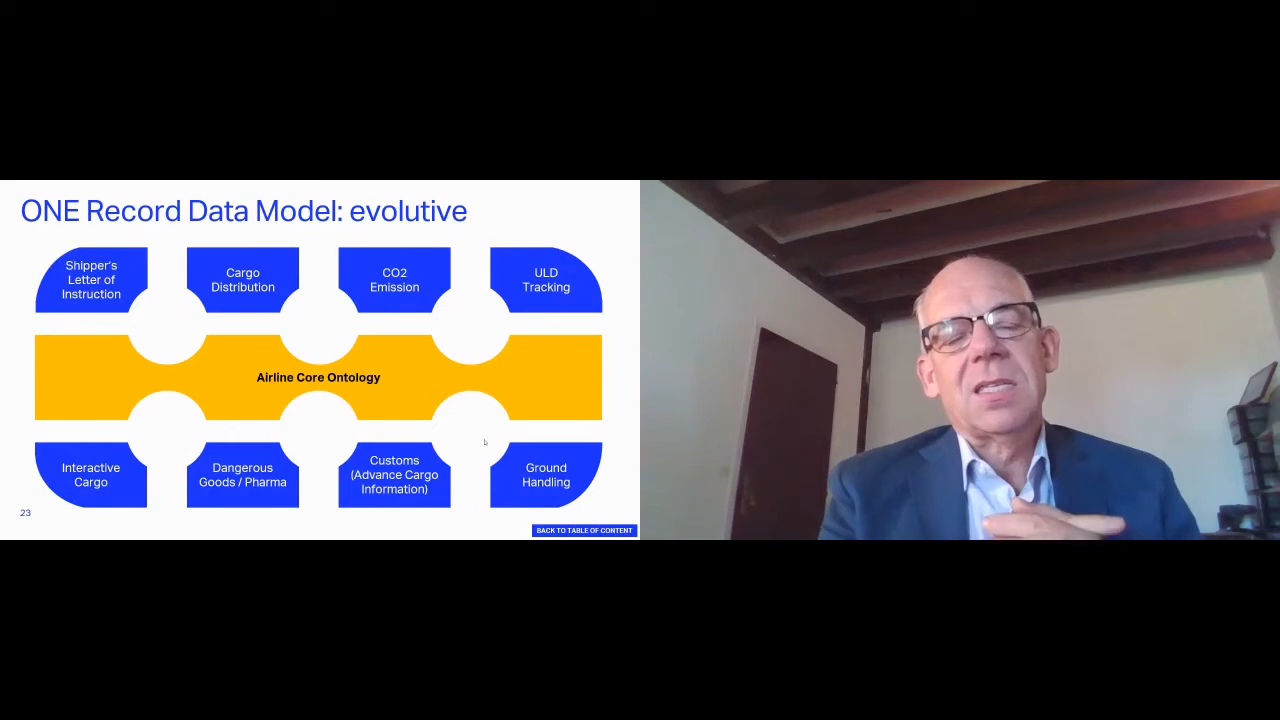 ONE Record Data Model: evolutive
Shipper's
Letter of
Instruction
Cargo
Distribution
CO2
Emission
ULD
Tracking
Airline Core Ontology
Interactive
Cargo
Dangerous
Goods / Pharma
Customs
(Advance Cargo
Information)
Ground
Handling
23
BACK TO TABLE OF CONTENT